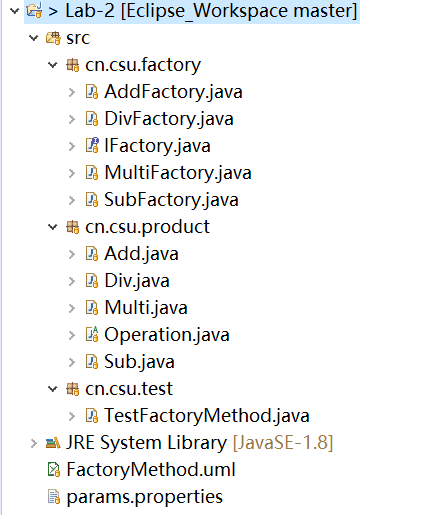 > Lab-2 [Eclipse_Workspace master]
src
cn.csu.factory
AddFactory.java
DivFactory.java
IFactory.java
MultiFactory.java
SubFactory.java
cn.csu.product
Add.java
Div.java
Multi.java
Operation.java
Sub.java
cn.csu.test
TestFactoryMethod.java
JRE System Library [JavaSE-1.8]
FactoryMethod.uml
params.properties